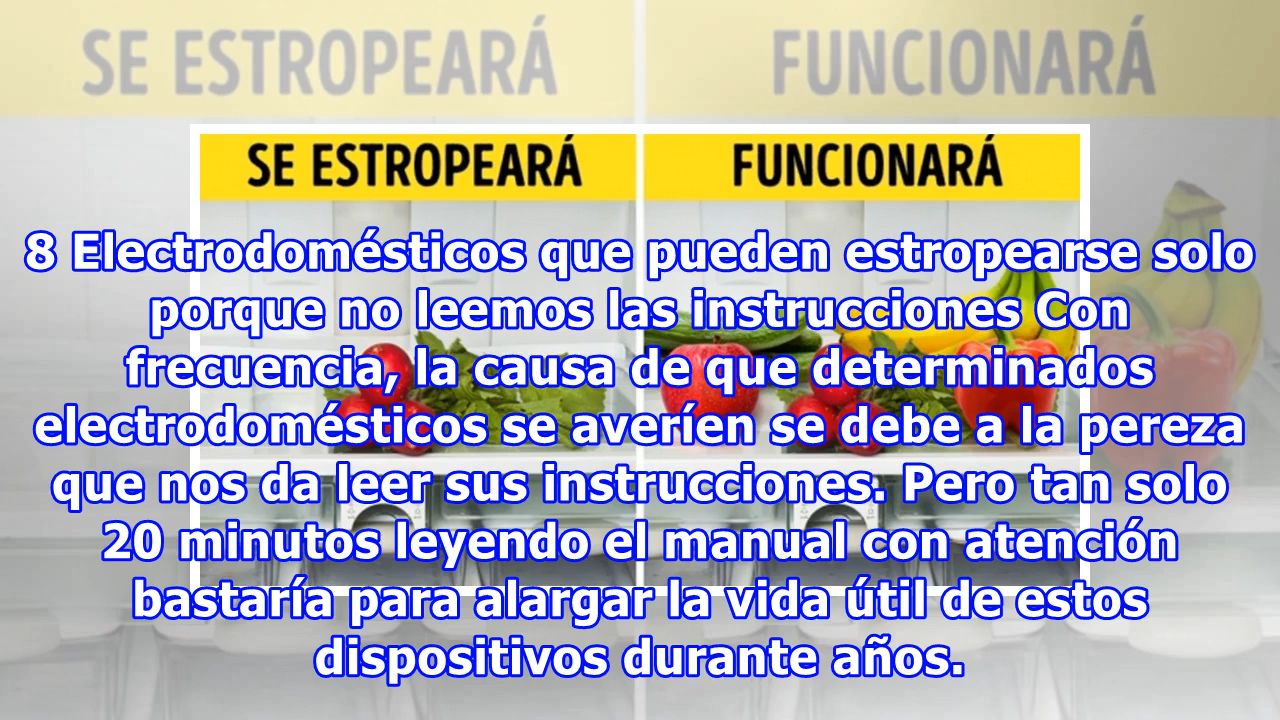 SE ESTROPEARÁ FUNCIONARÁ
SE ESTROPEARÁ FUNCIONARÁ
8 Electrodomésticos que pueden estropearse solo
porque no leemos las instrucciones Con
frecuencia, la causa de que determinados
electrodomésticos se averíen se debe a la pereza
que nos da leer sus instrucciones. Pero tan solo
20 minutos leyendo el manual con atención
bastaría para alargar la vida útil de estos
dispositivos durante años.